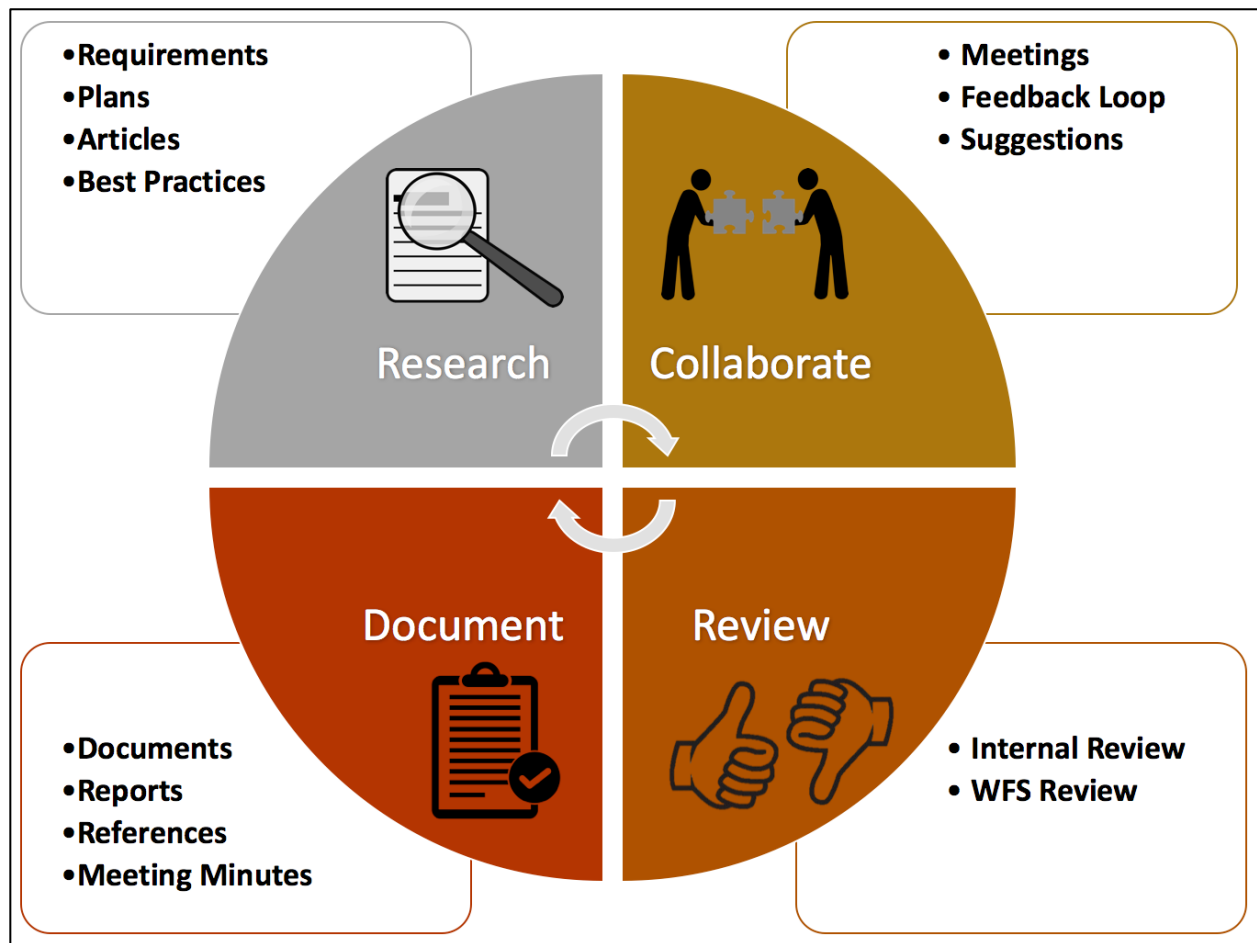 •Requirements
•Plans
•Articles
•Best Practices
• Meetings
• Feedback Loop
• Suggestions
Research
Collaborate
Document
Review
•Documents
•Reports
•References
•Meeting Minutes
• Internal Review
• WFS Review